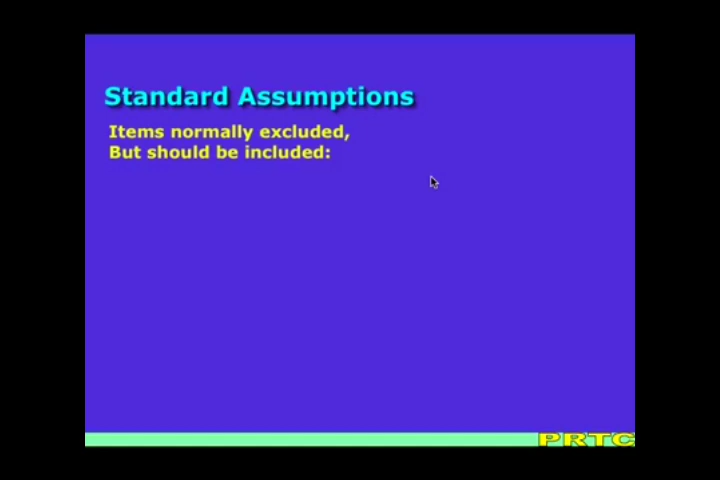 Standard Assumptions
Items normally excluded,
But should be included:
PRTC